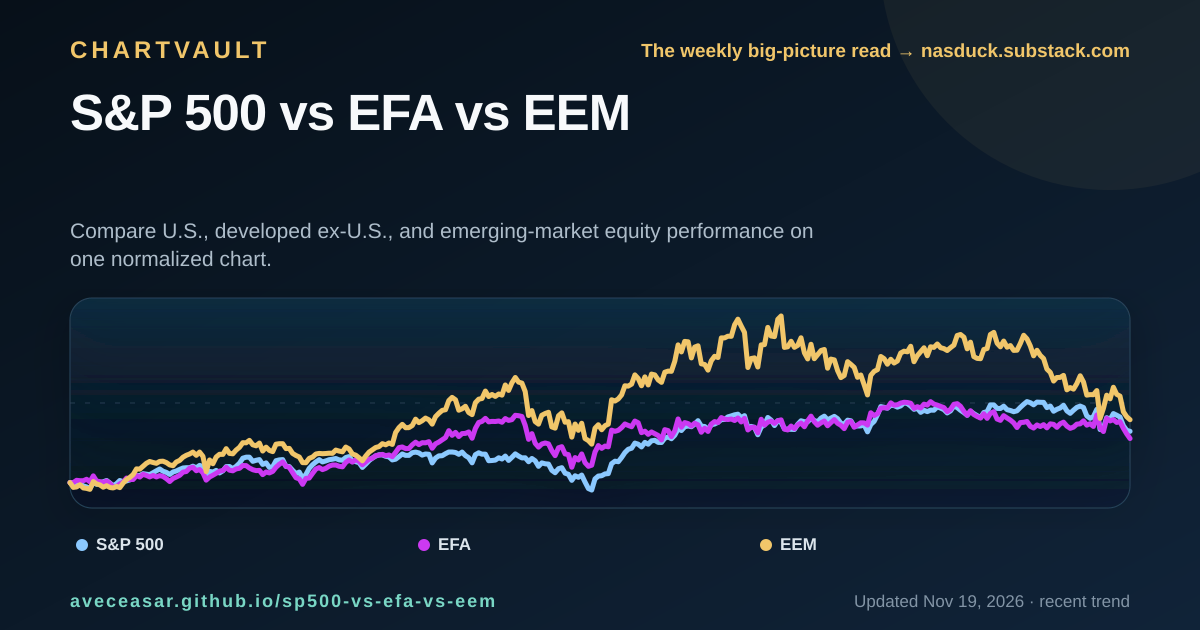 CHARTVAULT
The weekly big-picture read → nasduck.substack.com
S&P 500 vs EFA vs EEM
Compare U.S., developed ex-U.S., and emerging-market equity performance on
one normalized chart.
S&P 500
EFA
EEM
aveceasar.github.io/sp500-vs-efa-vs-eem
Updated Nov 19, 2026 · recent trend